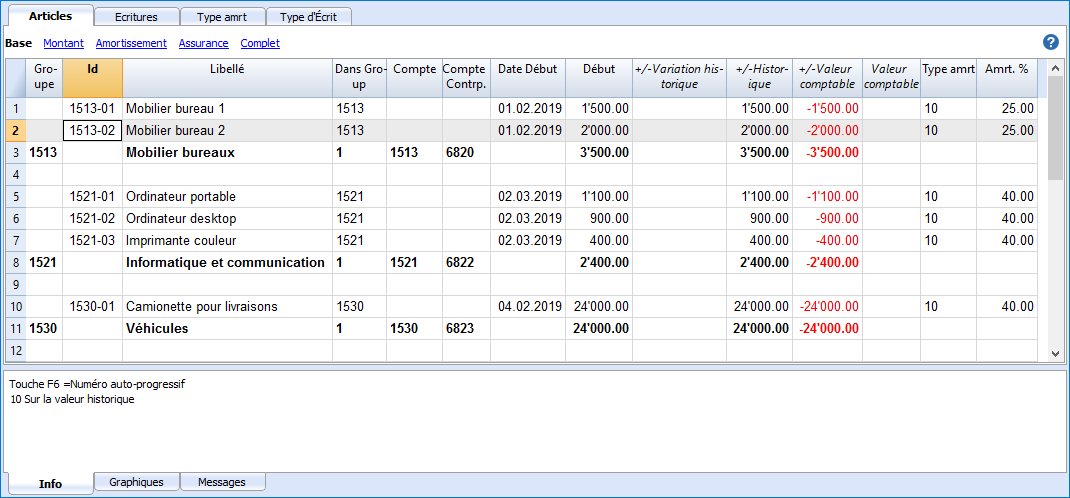 Articles Ecritures Type amrt Type d'Écrit
Base Montant Amortissement Assurance Complet ?
Gro- Id Libellé Dans Gro- Compte Compte Date Début Début +/-Variation his- +/-Histor- +/-Valeur Valeur Type amrt Amrt. %
upe up Contrp. torique ique comptable comptable
1 1513-01 Mobilier bureau 1 1513 01.02.2019 1'500.00 1'500.00 -1'500.00 10 25.00
2 1513-02 Mobilier bureau 2 1513 01.02.2019 2'000.00 2'000.00 -2'000.00 10 25.00
3 1513 Mobilier bureaux 1 1513 6820 3'500.00 3'500.00 -3'500.00
4
5 1521-01 Ordinateur portable 1521 02.03.2019 1'100.00 1'100.00 -1'100.00 10 40.00
6 1521-02 Ordinateur desktop 1521 02.03.2019 900.00 900.00 -900.00 10 40.00
7 1521-03 Imprimante couleur 1521 02.03.2019 400.00 400.00 -400.00 10 40.00
8 1521 Informatique et communication 1 1521 6822 2'400.00 2'400.00 -2'400.00
9
10 1530-01 Camionette pour livraisons 1530 04.02.2019 24'000.00 24'000.00 -24'000.00 10 40.00
11 1530 Véhicules 1 1530 6823 24'000.00 24'000.00 -24'000.00
12
Touche F6 =Numéro auto-progressif
10 Sur la valeur historique
Info Graphiques Messages